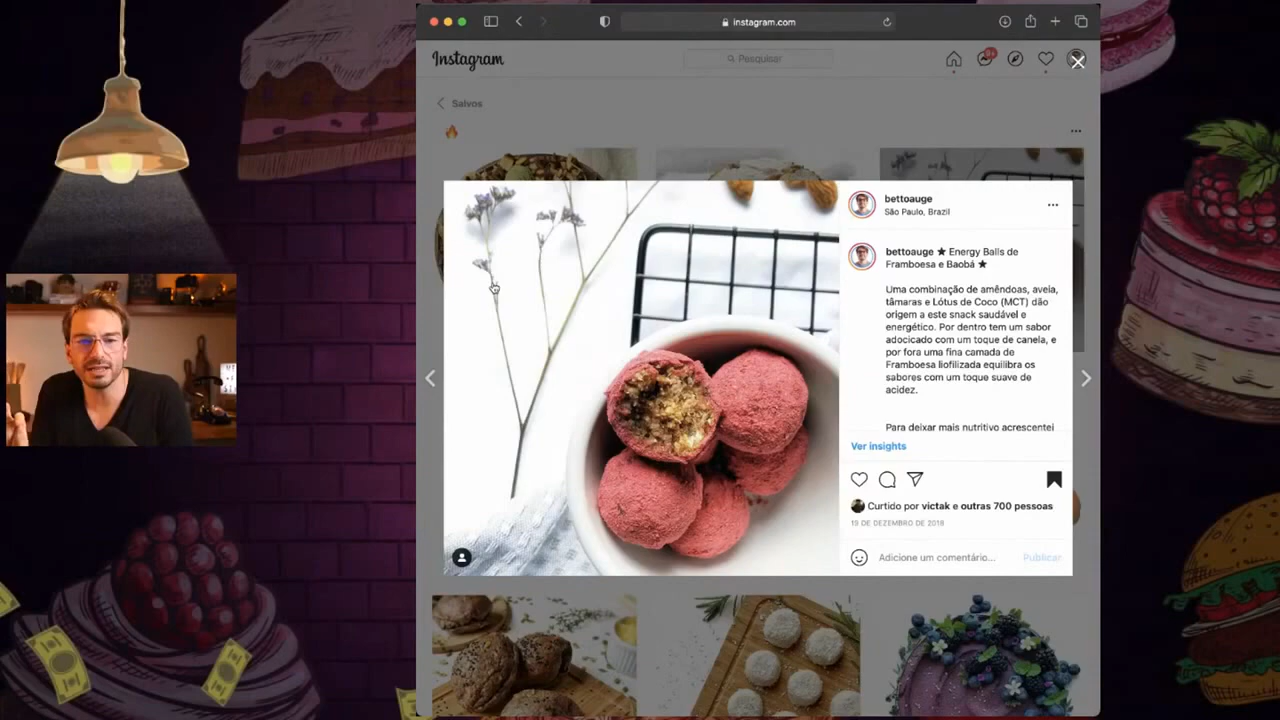 instagram.com
Instagram
Pesquisar
9+
Salvos
bettoauge
São Paulo, Brazil
bettoauge ★ Energy Balls de
Framboesa e Baobá ★
Uma combinação de amêndoas, aveia,
tâmaras e Lótus de Coco (MCT) dão
origem a este snack saudável e
energético. Por dentro tem um sabor
adocicado com um toque de canela, e
por fora uma fina camada de
Framboesa liofilizada equilibra os
sabores com um toque suave de
acidez.
Para deixar mais nutritivo acrescentei
Ver insights
Curtido por victak e outras 700 pessoas
19 DE DEZEMBRO DE 2018
Adicione um comentário...
Publicar